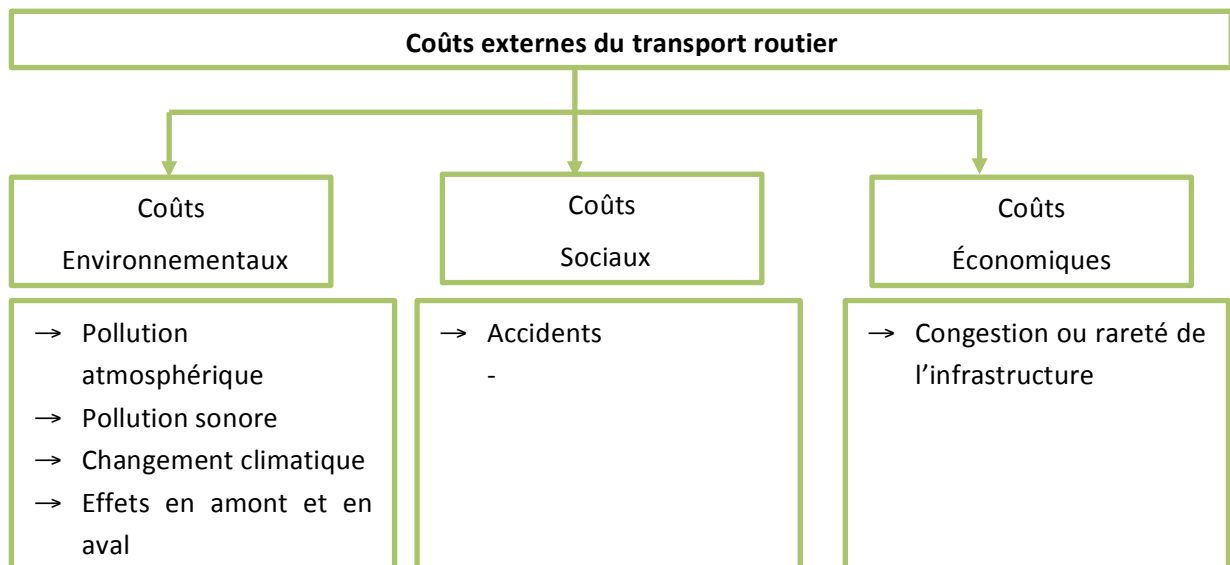 Coûts externes du transport routier
Coûts
Environnementaux
Coûts
Sociaux
Coûts
Économiques
→ Pollution
atmosphérique
→ Pollution sonore
→ Changement climatique
→ Effets en amont et en
aval
→ Accidents
-
→ Congestion ou rareté de
l’infrastructure